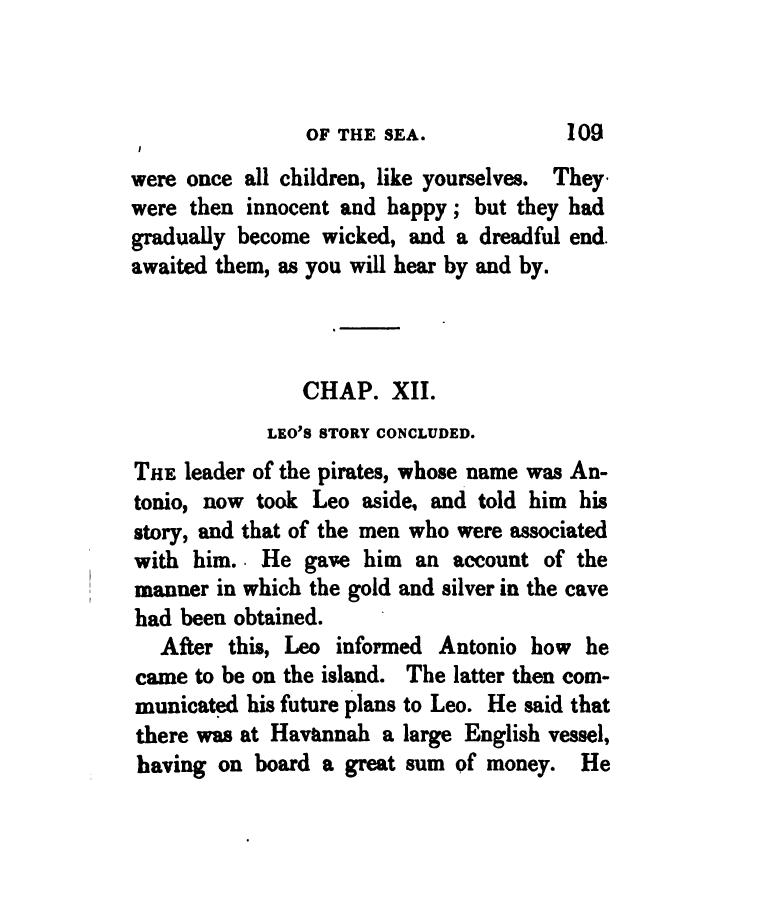 OF THE SEA. 109
were once all children, like yourselves. They
were then innocent and happy; but they had
gradually become wicked, and a dreadful end
awaited them, as you will hear by and by.
CHAP. XII.
LEO'S STORY CONCLUDED.
THE leader of the pirates, whose name was An-
tonio, now took Leo aside, and told him his
story, and that of the men who were associated
with him. He gave him an account of the
manner in which the gold and silver in the cave
had been obtained.
After this, Leo informed Antonio how he
came to be on the island. The latter then com-
municated his future plans to Leo. He said that
there was at Havannah a large English vessel,
having on board a great sum of money. He